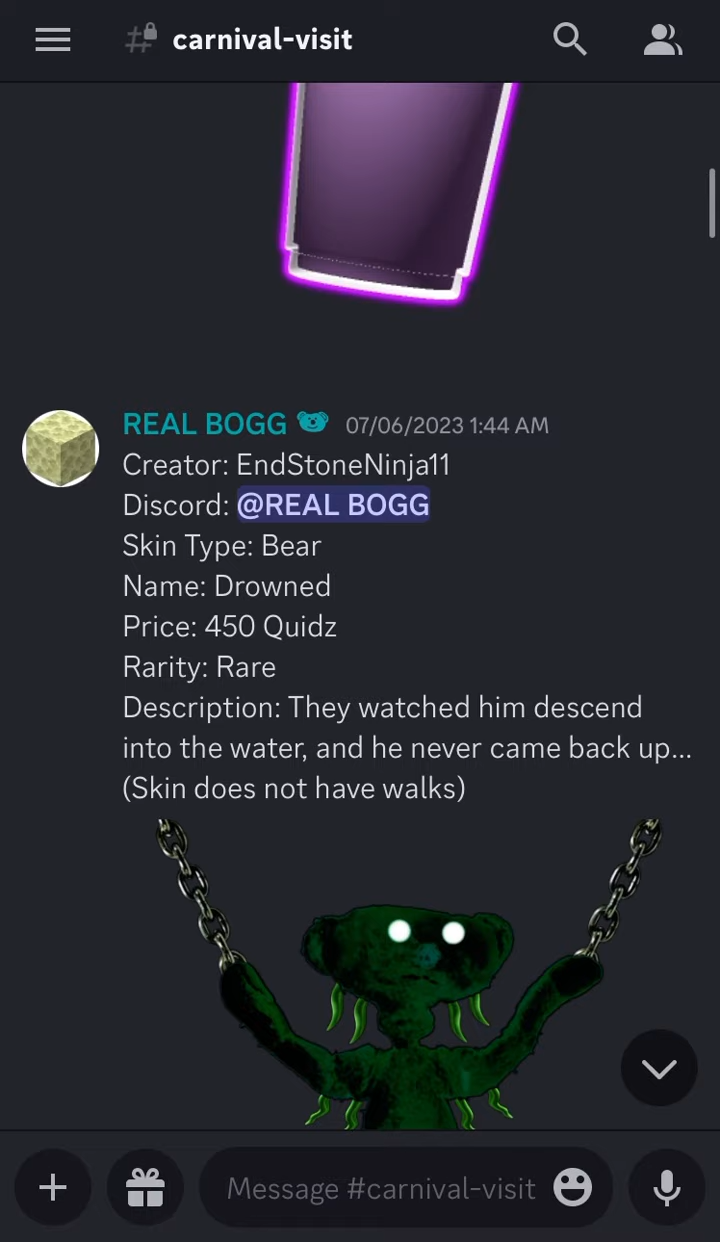 carnival-visit
REAL BOGG 07/06/2023 1:44 AM
Creator: EndStoneNinja11
Discord: @REAL BOGG
Skin Type: Bear
Name: Drowned
Price: 450 Quidz
Rarity: Rare
Description: They watched him descend
into the water, and he never came back up...
(Skin does not have walks)
Message #carnival-visit